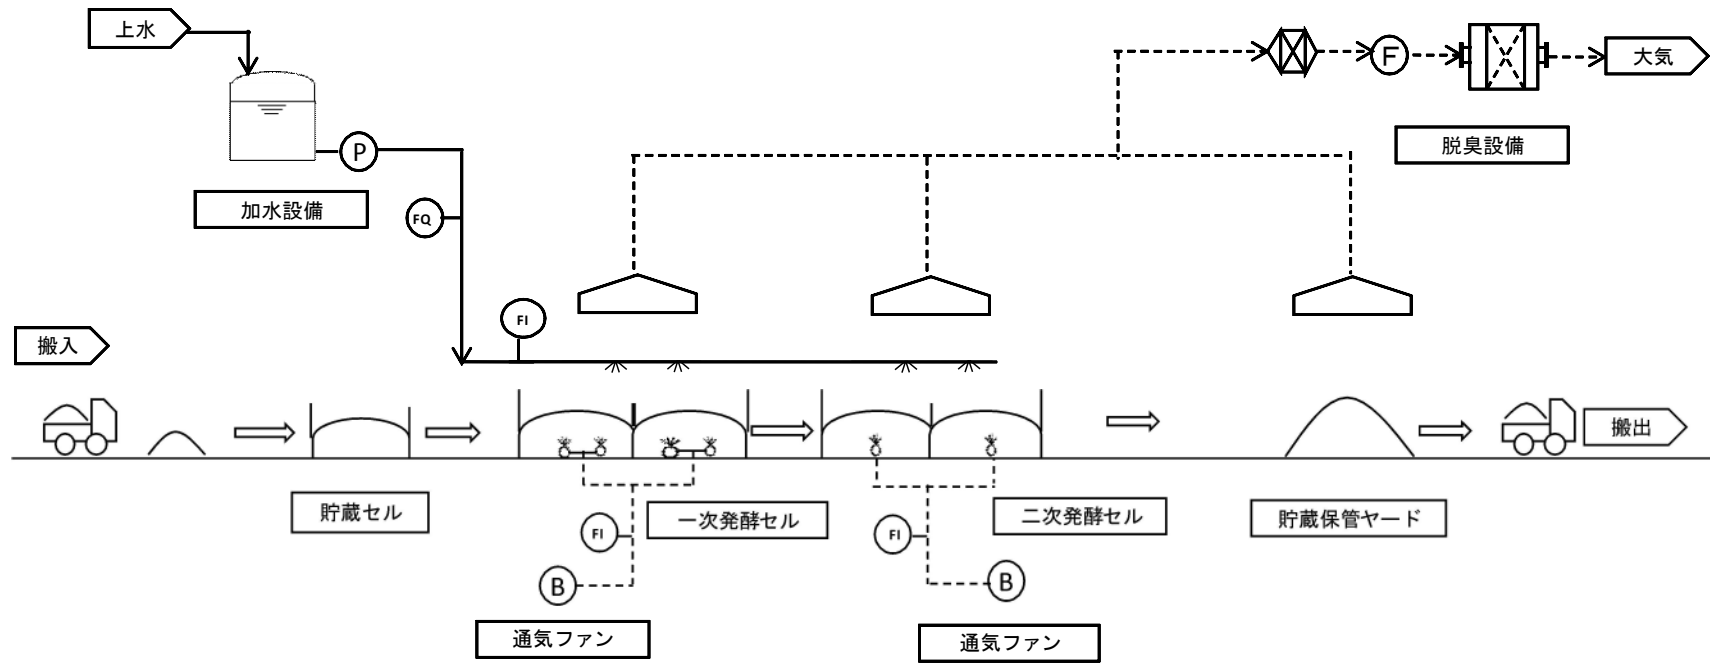 上水
F
大気
脱臭設備
P
加水設備
FQ
FI
搬入
搬出
貯蔵セル
一次発酵セル
二次発酵セル
貯蔵保管ヤード
FI
FI
B
B
通気ファン
通気ファン